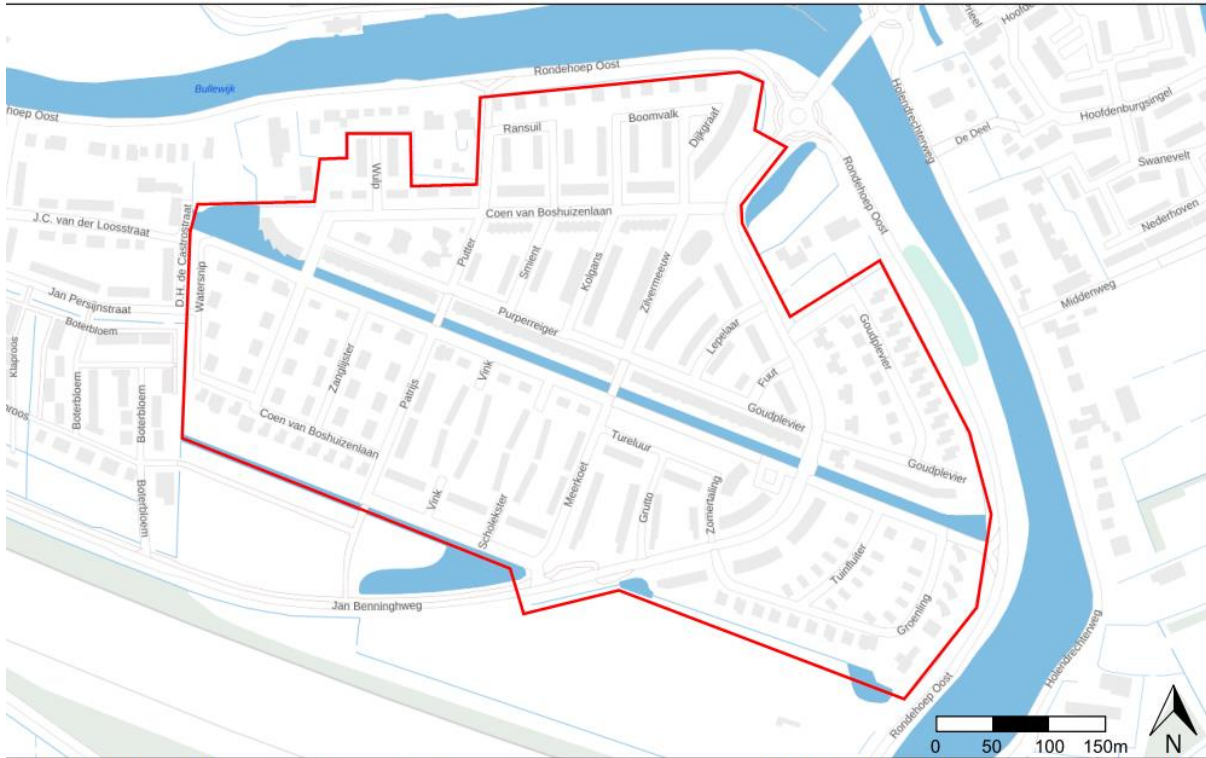 Rondehoep Oost
Bullewijk
hoep Oost
Hoofdenburgsingel
Holendrechterweg
De Deel
Swanevelt
Nederhoven
Middenweg
Ransuil
Boomvalk
Dijkgraaf
Wulp
Rondehoep Oost
J.C. van der Loosstraat
D.H. de Castrostraat
Coen van Boshuizenlaan
Putter
Smient
Kolgans
Zilvermeeuw
Watersnip
Jan Persijnstraat
Boterbloem
Klaproos
Purperreiger
Lepelaar
Goudplevier
Fuut
Zanglijster
Patrijs
Vink
Boterbloem
Boterbloem
Coen van Boshuizenlaan
Goudplevier
Goudplevier
Tureluur
Meerkoet
Vink
Scholekster
Grutto
Zomertaling
Boterbloem
Tuinfluiter
Groenling
Jan Benninghweg
Holendrechterweg
Rondehoep Oost
0 50 100 150m
N